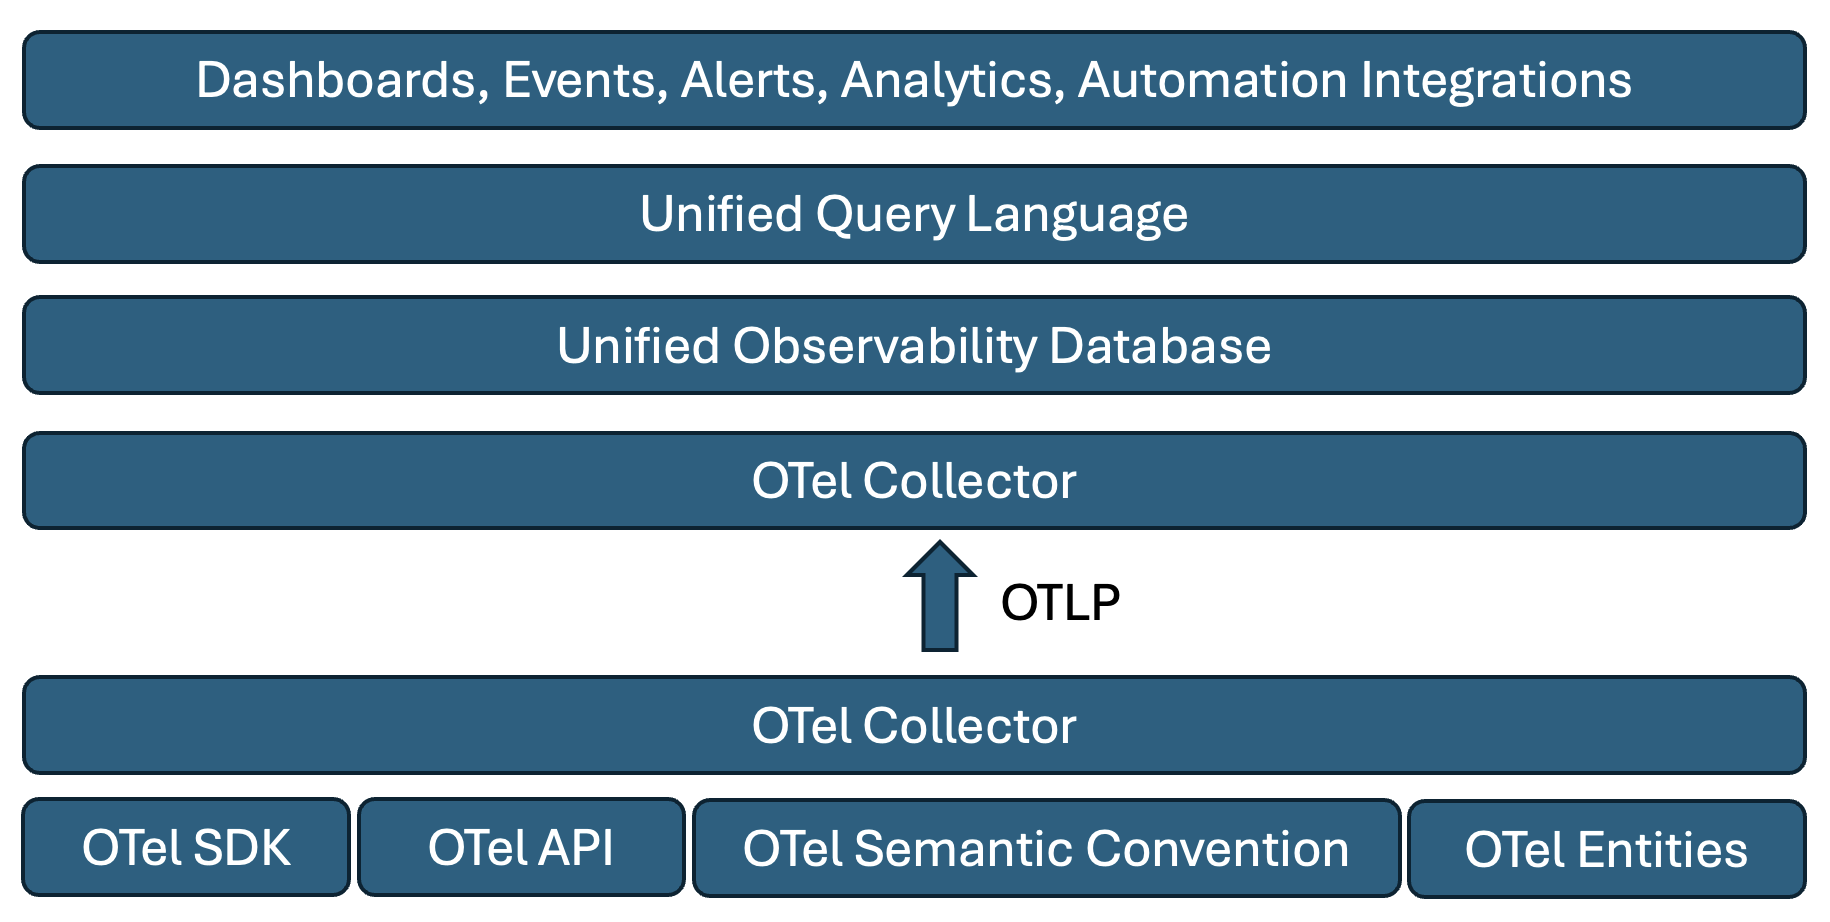 Dashboards, Events, Alerts, Analytics, Automation Integrations
Unified Query Language
Unified Observability Database
OTel Collector
OTLP
OTel Collector
OTel SDK
OTel API
OTel Semantic Convention
OTel Entities